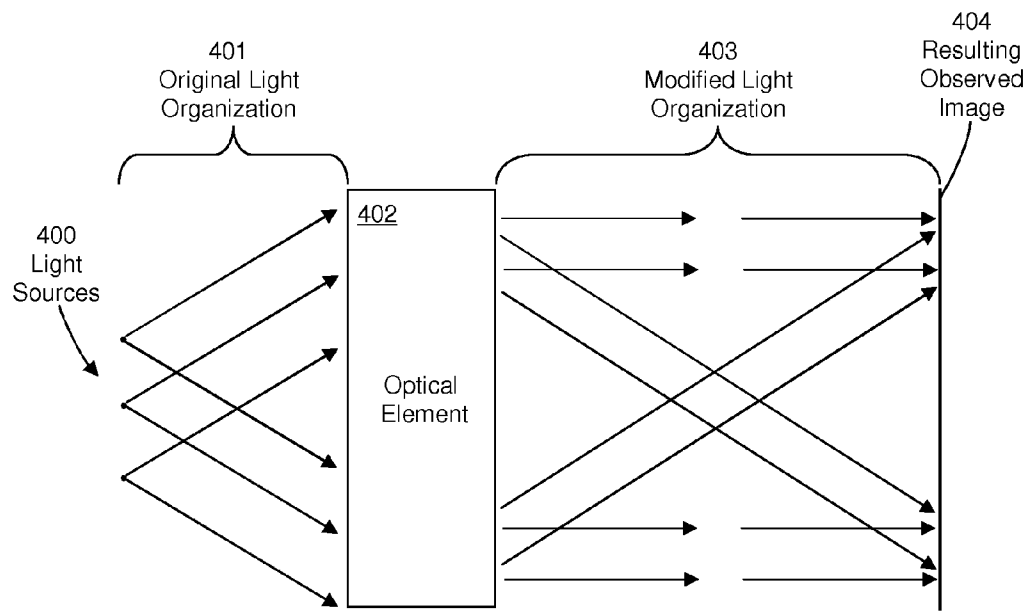 401
Original Light
Organization
403
Modified Light
Organization
404
Resulting
Observed
Image
400
Light
Sources
402
Optical
Element